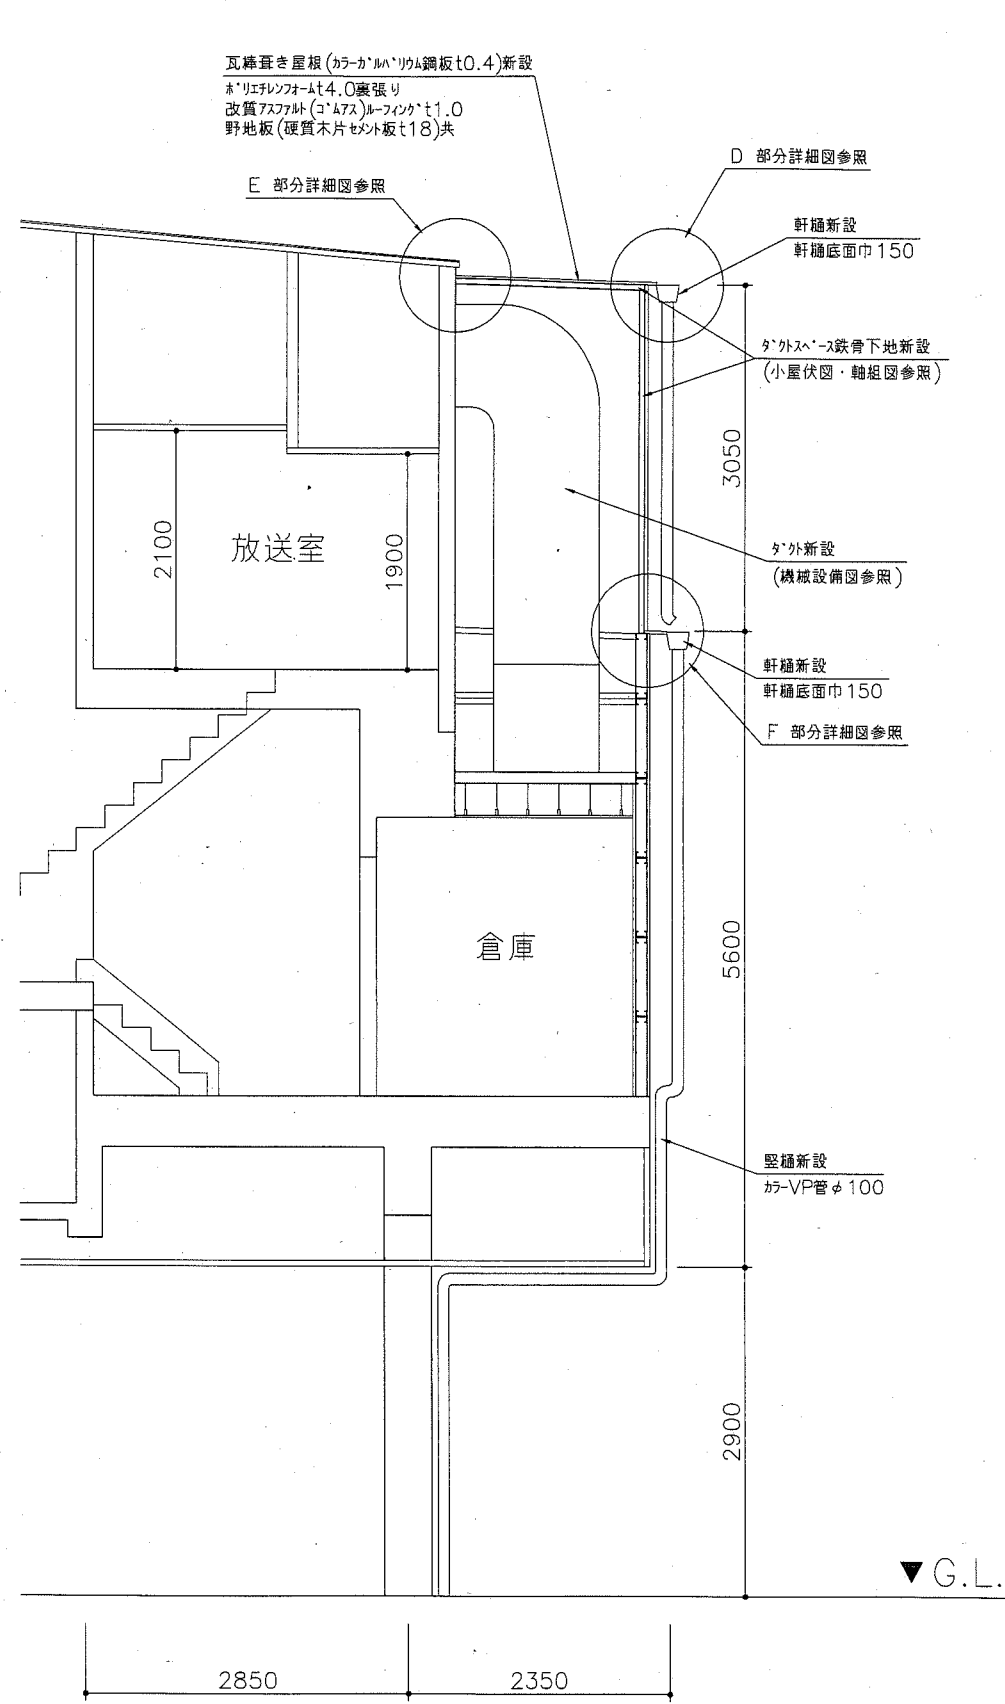 瓦棒葺き屋根(ｶﾗｰｶﾞﾙﾊﾞﾘｳﾑ鋼板t0.4)新設
ﾎﾟﾘｴﾁﾚﾝﾌｫｰﾑt4.0裏張り
改質ｱｽﾌｧﾙﾄ(ｺﾞﾑｱｽ)ﾙｰﾌｨﾝｸﾞt1.0
野地板(硬質木片ｾﾒﾝﾄ板t18)共
D 部分詳細図参照
E 部分詳細図参照
軒樋新設
軒樋底面巾150
ﾀﾞｸﾄｽﾍﾟｰｽ鉄骨下地新設
(小屋伏図・軸組図参照)
3050
2100
放送室
1900
ﾀﾞｸﾄ新設
(機械設備図参照)
軒樋新設
軒樋底面巾150
F 部分詳細図参照
倉庫
5600
竪樋新設
ｶﾗｰVP管φ100
2900
▼G.L.
2850
2350